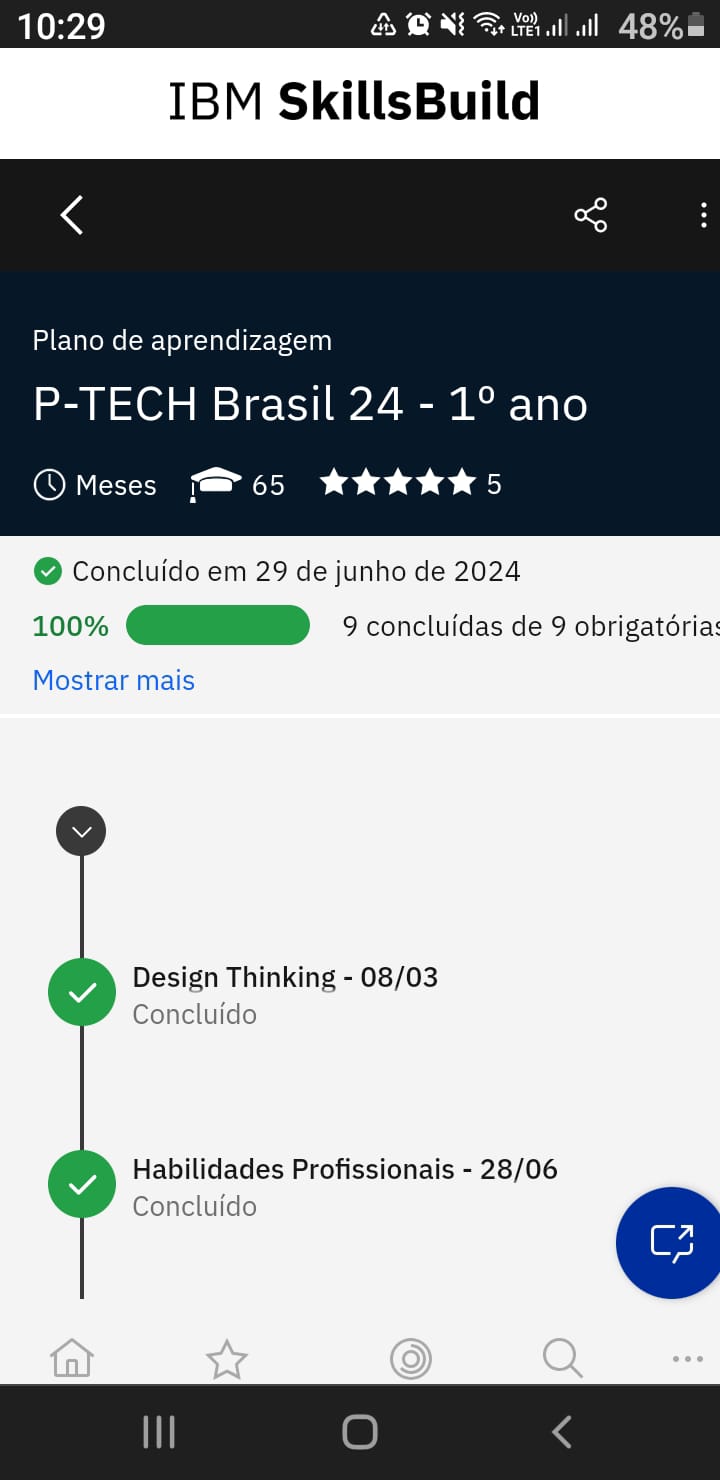 10:29
Vo)) LTE1
48%
IBM SkillsBuild
Plano de aprendizagem
P-TECH Brasil 24 - 1º ano
Meses 65 5
Concluído em 29 de junho de 2024
100% 9 concluídas de 9 obrigatórias
Mostrar mais
Design Thinking - 08/03
Concluído
Habilidades Profissionais - 28/06
Concluído